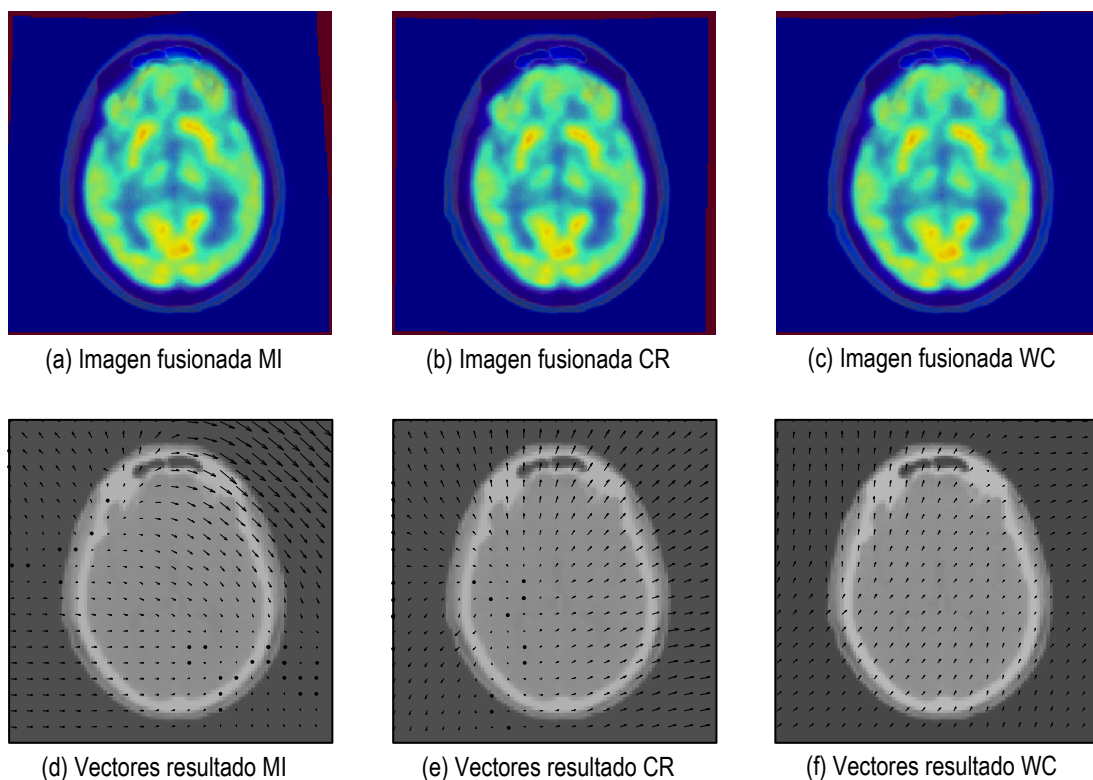 (a) Imagen fusionada MI
(b) Imagen fusionada CR
(c) Imagen fusionada WC
(d) Vectores resultado MI
(e) Vectores resultado CR
(f) Vectores resultado WC